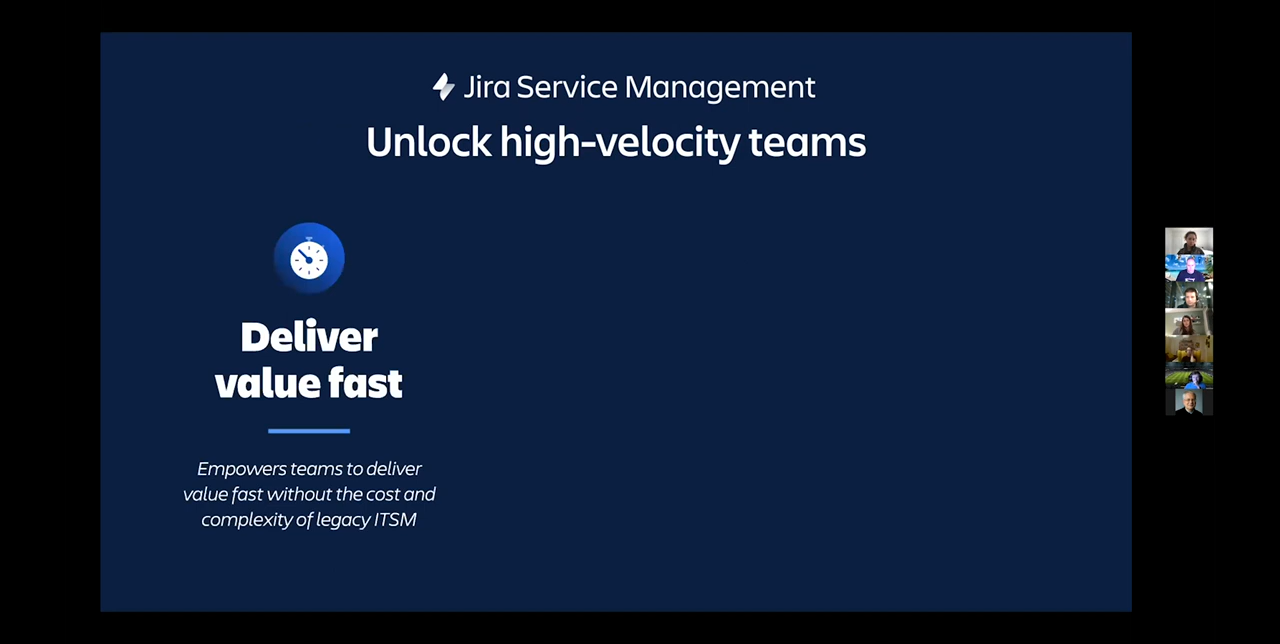 Jira Service Management
Unlock high-velocity teams
Deliver
value fast
Empowers teams to deliver
value fast without the cost and
complexity of legacy ITSM